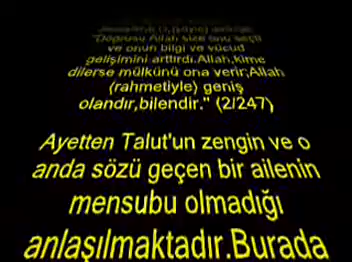 "Doğrusu Allah size onu seçti
ve onun bilgi ve vücud
gelişimini arttırdı.Allah,kime
dilerse mülkünü ona verir;Allah
(rahmetiyle) geniş
olandır,bilendir." (2/247)
Ayetten Talut'un zengin ve o
anda sözü geçen bir ailenin
mensubu olmadığı
anlaşılmaktadır.Burada